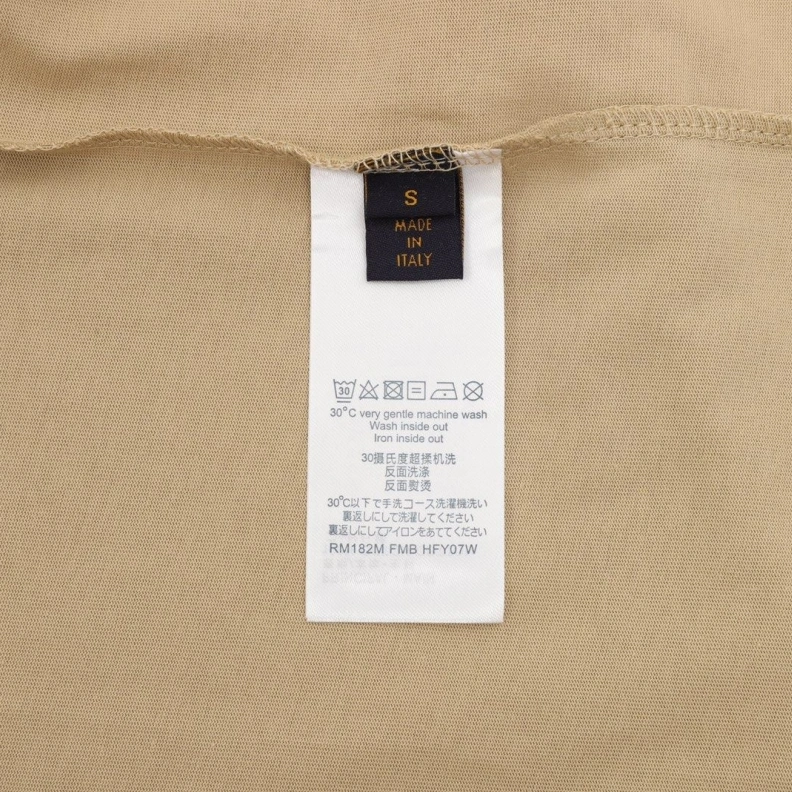 S
MADE
IN
ITALY
30
30°C very gentle machine wash
Wash inside out
Iron inside out
30摄氏度超揉机洗
反面洗涤
反面熨烫
30℃以下で手洗コース洗濯機洗い
裏返しにして洗濯してください
裏返しにしてアイロンをあててください
RM182M FMB HFY07W